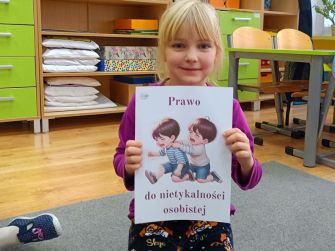 Prawo
do nietykalności
osobistej